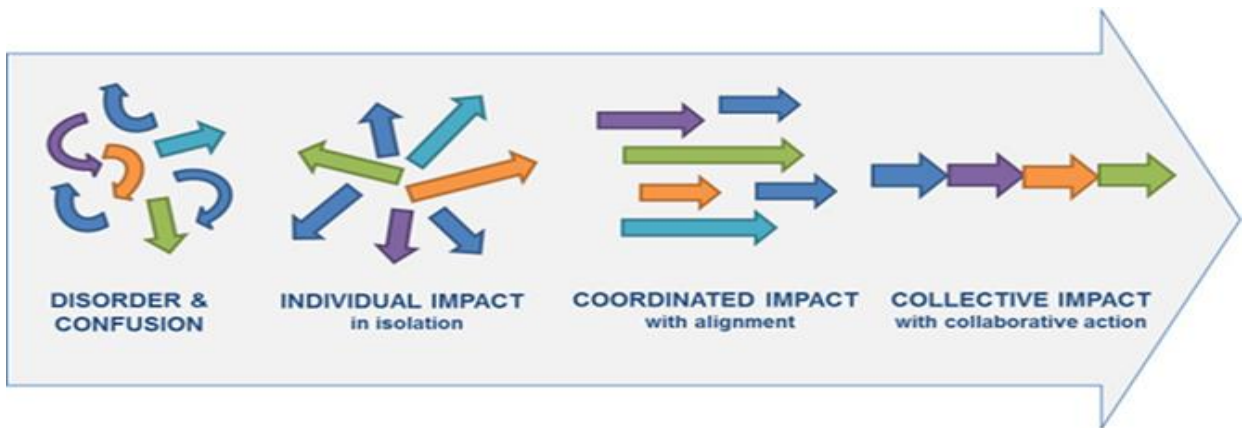 DISORDER &
CONFUSION
INDIVIDUAL IMPACT
in isolation
COORDINATED IMPACT
with alignment
COLLECTIVE IMPACT
with collaborative action